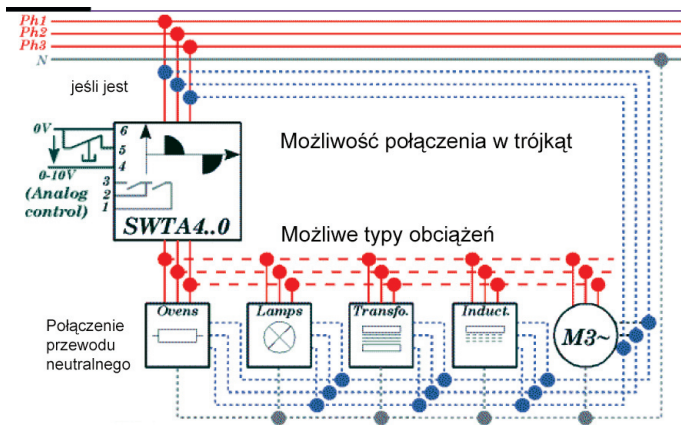 Ph1
Ph2
Ph3
N
jeśli jest
0V
6
5
4
0-10V
(Analog
control)
3
2
1
SWTA4..0
Możliwość połączenia w trójkąt
Możliwe typy obciążeń
Połączenie
przewodu
neutralnego
Ovens
Lamps
Transfo.
Induct.
M3~